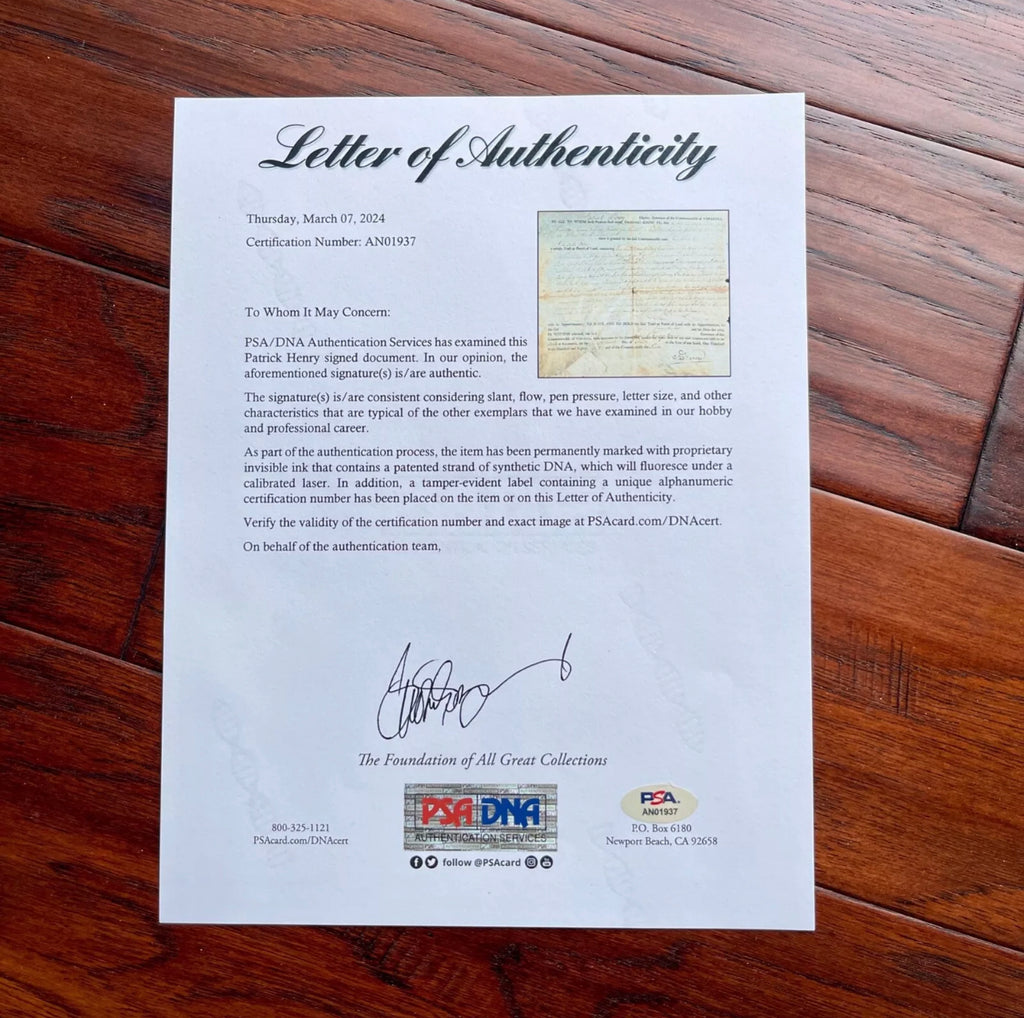 Letter of Authenticity
Thursday, March 07, 2024
Certification Number: AN01937
To Whom It May Concern:
PSA/DNA Authentication Services has examined this
Patrick Henry signed document. In our opinion, the
aforementioned signature(s) is/are authentic.
The signature(s) is/are consistent considering slant, flow, pen pressure, letter size, and other
characteristics that are typical of the other exemplars that we have examined in our hobby
and professional career.
As part of the authentication process, the item has been permanently marked with proprietary
invisible ink that contains a patented strand of synthetic DNA, which will fluoresce under a
calibrated laser. In addition, a tamper-evident label containing a unique alphanumeric
certification number has been placed on the item or on this Letter of Authenticity.
Verify the validity of the certification number and exact image at PSAcard.com/DNAcert.
On behalf of the authentication team,
The Foundation of All Great Collections
PSA DNA
AUTHENTICATION SERVICES
follow @PSAcard
800-325-1121
PSAcard.com/DNAcert
PSA
AN01937
P.O. Box 6180
Newport Beach, CA 92658